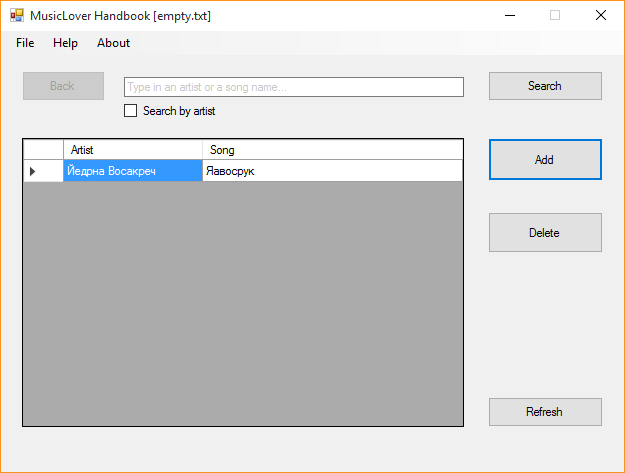 MusicLover Handbook [empty.txt]
File Help About
Back Type in an artist or a song name... Search
Search by artist
Artist Song
Йедрна Восакреч Яавосрук
Add
Delete
Refresh